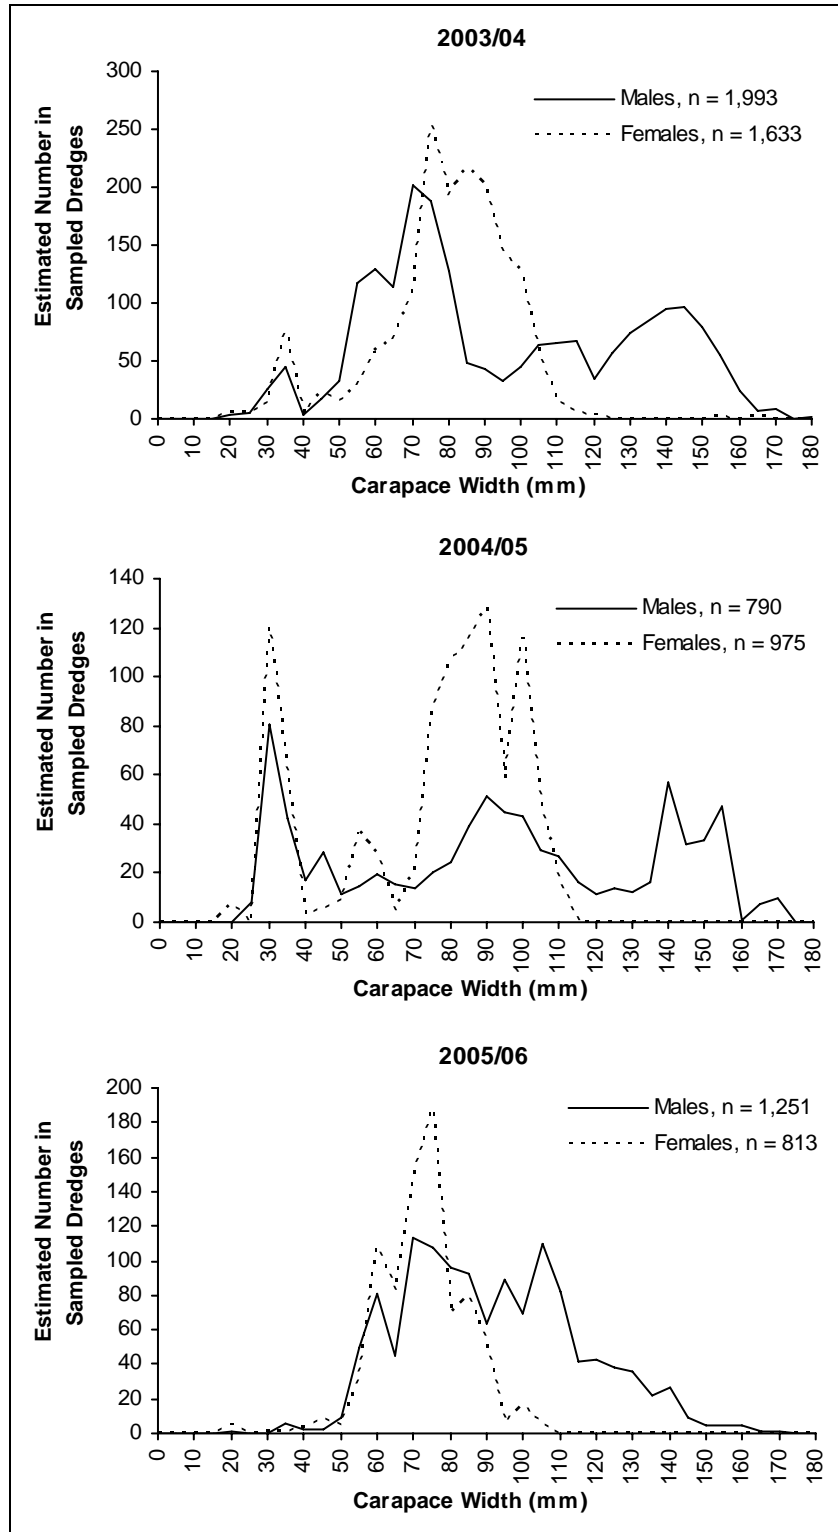 2003/04
300
250
200
150
100
50
0
Estimated Number in
Sampled Dredges
Males, n = 1,993
Females, n = 1,633
0 10 20 30 40 50 60 70 80 90 100 110 120 130 140 150 160 170 180
Carapace Width (mm)
2004/05
140
120
100
80
60
40
20
0
Estimated Number in
Sampled Dredges
Males, n = 790
Females, n = 975
0 10 20 30 40 50 60 70 80 90 100 110 120 130 140 150 160 170 180
Carapace Width (mm)
2005/06
200
180
160
140
120
100
80
60
40
20
0
Estimated Number in
Sampled Dredges
Males, n = 1,251
Females, n = 813
0 10 20 30 40 50 60 70 80 90 100 110 120 130 140 150 160 170 180
Carapace Width (mm)